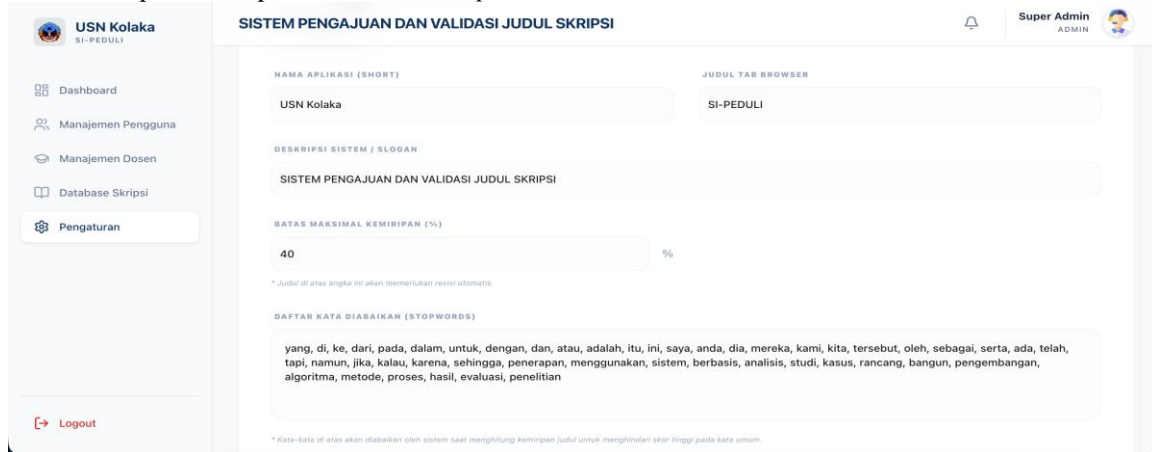 USN Kolaka
SI-PEDULI
SISTEM PENGAJUAN DAN VALIDASI JUDUL SKRIPSI
Super Admin
ADMIN
Dashboard
Manajemen Pengguna
Manajemen Dosen
Database Skripsi
Pengaturan
Logout
NAMA APLIKASI (SHORT)
JUDUL TAB BROWSER
USN Kolaka
SI-PEDULI
DESKRIPSI SISTEM / SLOGAN
SISTEM PENGAJUAN DAN VALIDASI JUDUL SKRIPSI
BATAS MAKSIMAL KEMIRIPAN (%)
40
%
* Judul di atas angka ini akan memerlukan revisi otomatis.
DAFTAR KATA DIABAIKAN (STOPWORDS)
yang, di, ke, dari, pada, dalam, untuk, dengan, dan, atau, adalah, itu, ini, saya, anda, dia, mereka, kami, kita, tersebut, oleh, sebagai, serta, ada, telah,
tapi, namun, jika, kalau, karena, sehingga, penerapan, menggunakan, sistem, berbasis, analisis, studi, kasus, rancang, bangun, pengembangan,
algoritma, metode, proses, hasil, evaluasi, penelitian
* Kata-kata di atas akan diabaikan oleh sistem saat menghitung kemiripan judul untuk menghindari skor tinggi pada kata umum.